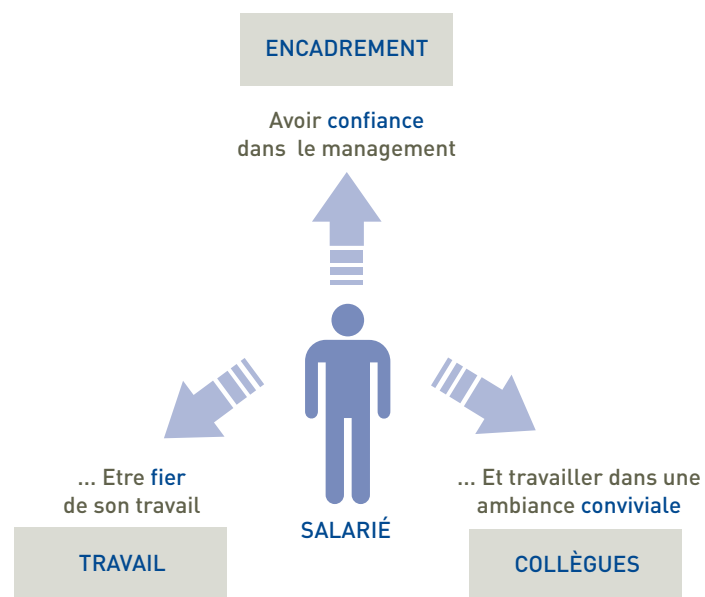 ENCADREMENT
Avoir confiance
dans le management
... Etre fier
de son travail
TRAVAIL
SALARIÉ
... Et travailler dans une
ambiance conviviale
COLLÈGUES